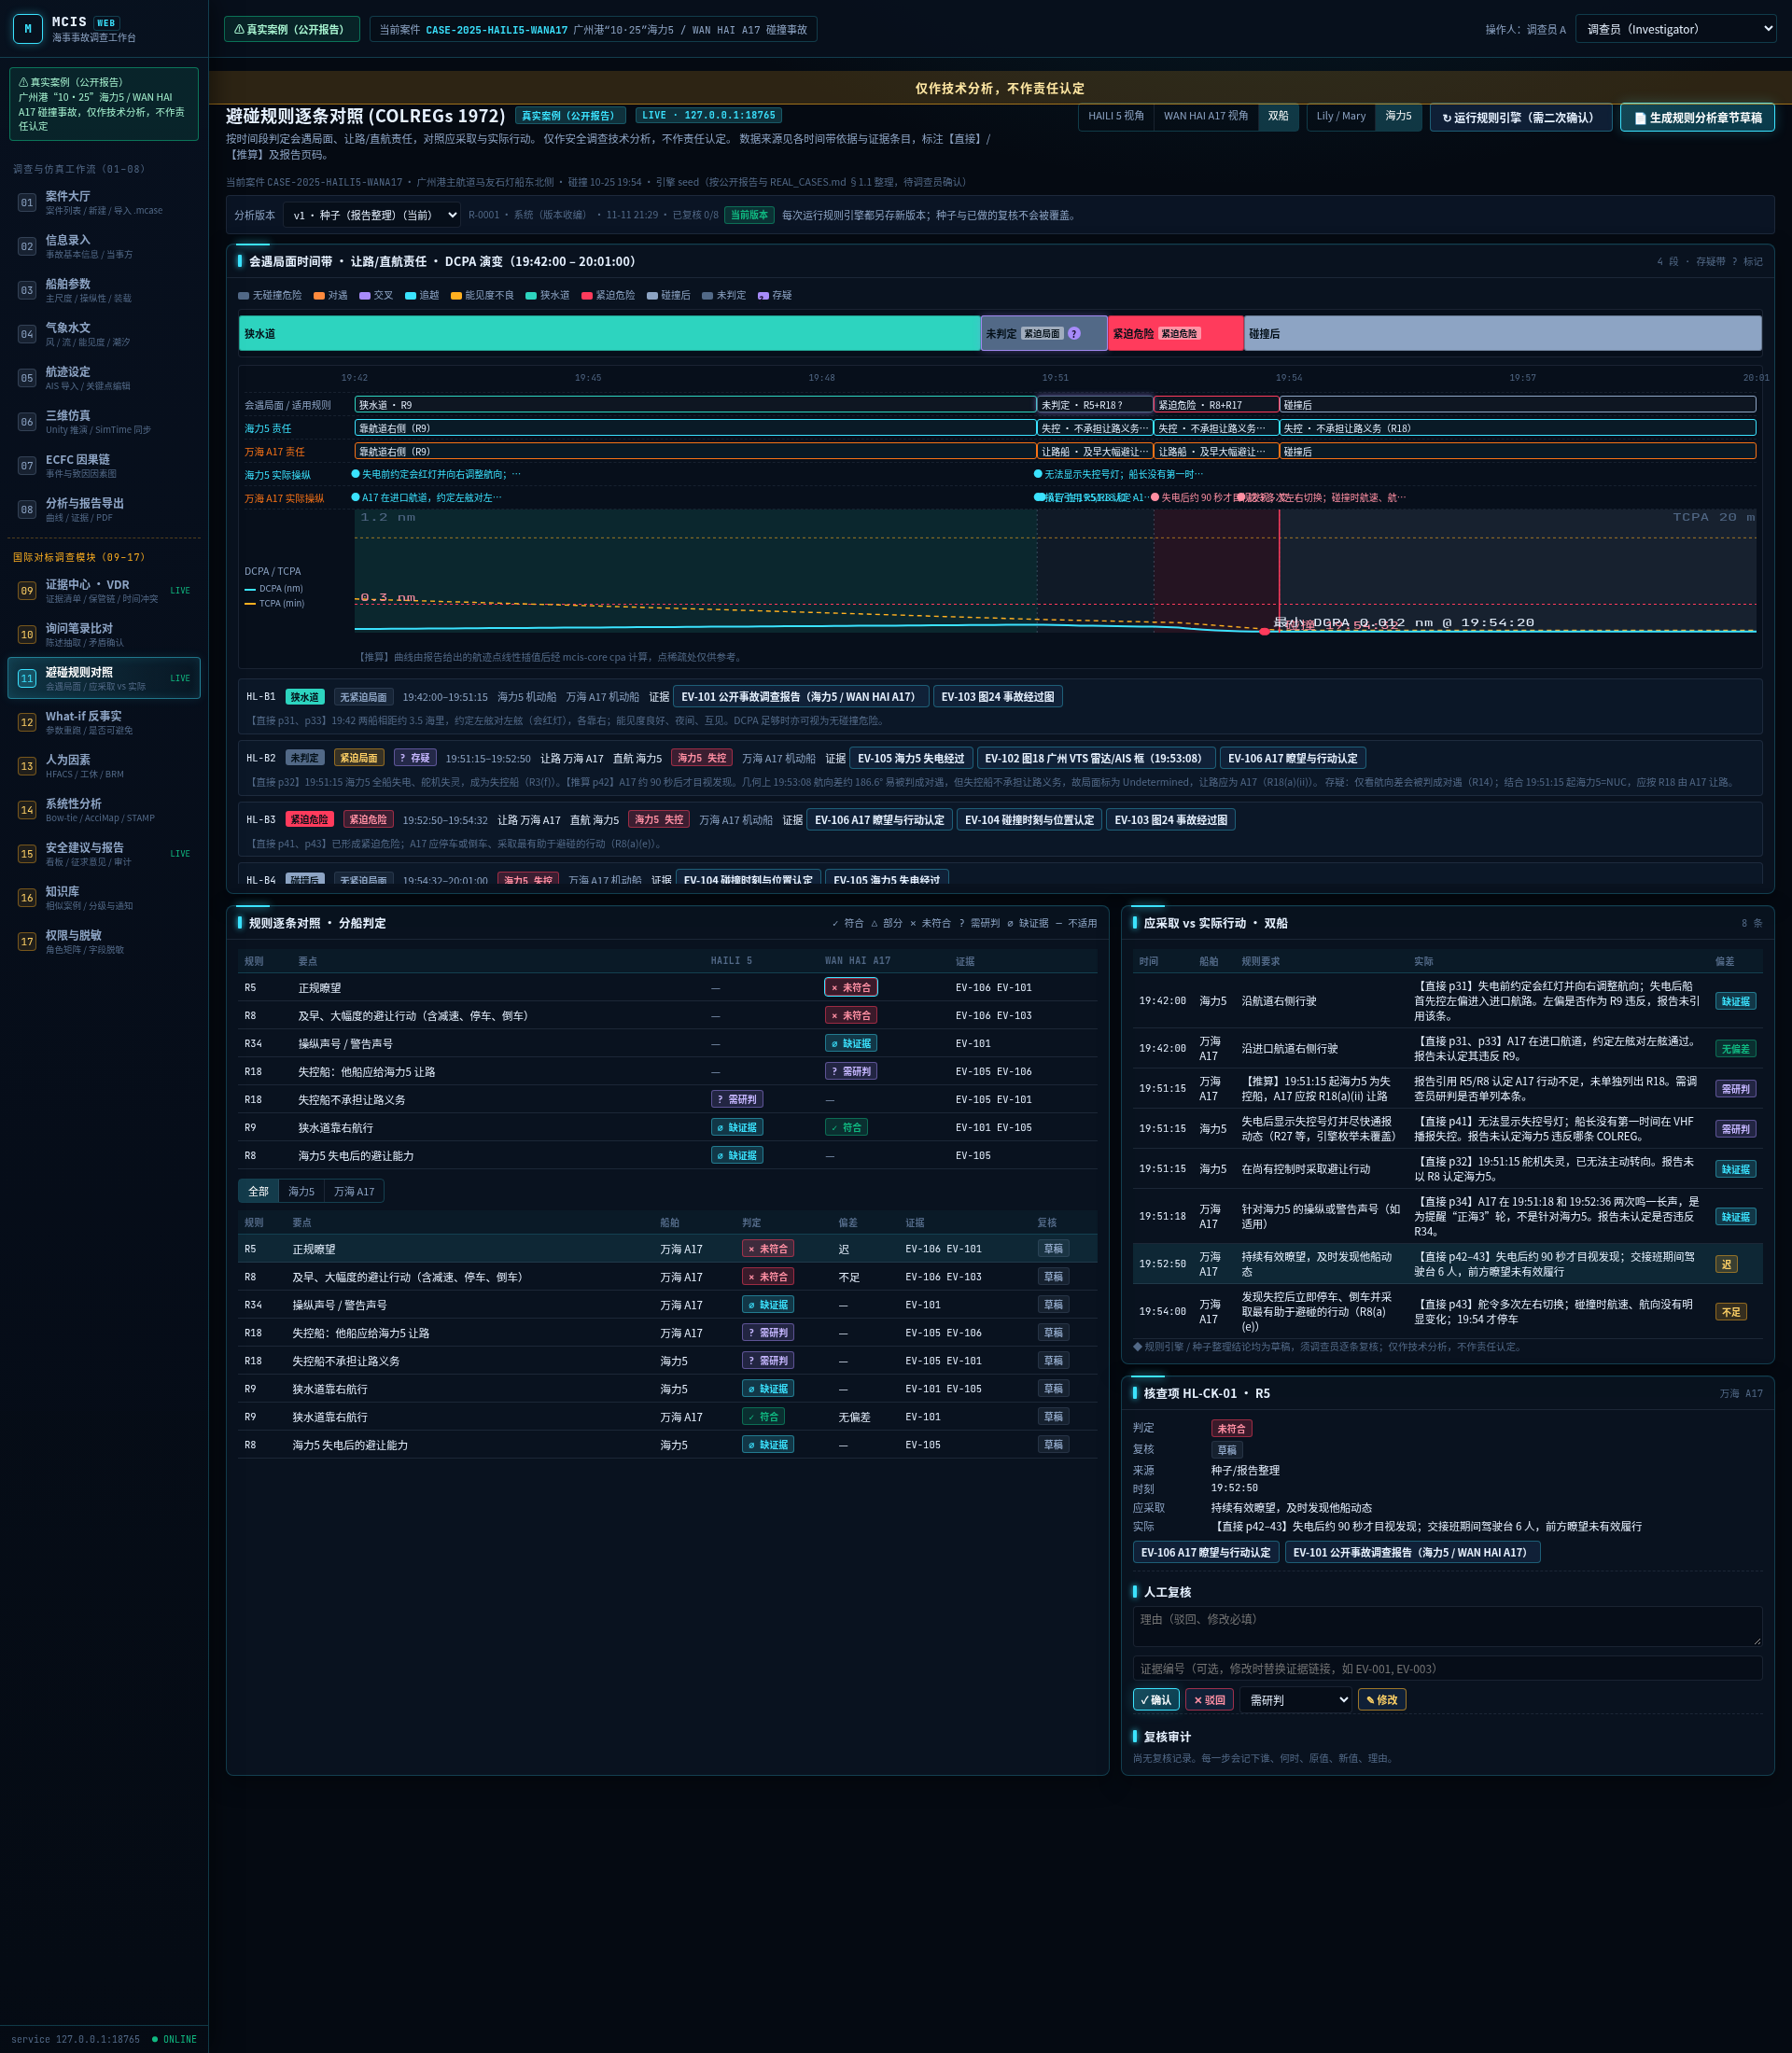 M
MCIS WEB
海事事故调查工作台
⚠ 真实案例（公开报告）
广州港“10·25”海力5 / WAN HAI
A17 碰撞事故，仅作技术分析，不作责
任认定
调查与仿真工作流（01–08）
01 案件大厅
案件列表 / 新建 / 导入 .mcase
02 信息录入
事故基本信息 / 当事方
03 船舶参数
主尺度 / 操纵性 / 装载
04 气象水文
风 / 流 / 能见度 / 潮汐
05 航迹设定
AIS 导入 / 关键点编辑
06 三维仿真
Unity 推演 / SimTime 同步
07 ECFC 因果链
事件与致因因素图
08 分析与报告导出
曲线 / 证据 / PDF
国际对标调查模块（09–17）
09 证据中心 · VDR LIVE
证据清单 / 保管链 / 时间冲突
10 询问笔录比对
陈述抽取 / 矛盾确认
11 避碰规则对照 LIVE
会遇局面 / 应采取 vs 实际
12 What-if 反事实
参数重跑 / 是否可避免
13 人为因素
HFACS / 工休 / BRM
14 系统性分析
Bow-tie / AcciMap / STAMP
15 安全建议与报告 LIVE
看板 / 征求意见 / 审计
16 知识库
相似案例 / 分级与通知
17 权限与脱敏
角色矩阵 / 字段脱敏
service 127.0.0.1:18765 ● ONLINE
⚠ 真实案例（公开报告）
当前案件 CASE-2025-HAILI5-WANA17 广州港“10·25”海力5 / WAN HAI A17 碰撞事故
操作人：调查员 A
调查员（Investigator）
仅作技术分析，不作责任认定
避碰规则逐条对照 (COLREGs 1972) 真实案例（公开报告） LIVE · 127.0.0.1:18765
HAILI 5 视角 WAN HAI A17 视角 双船 Lily / Mary 海力5 ↻ 运行规则引擎（需二次确认） 📄 生成规则分析章节草稿
按时间段判定会遇局面、让路/直航责任，对照应采取与实际行动。 仅作安全调查技术分析，不作责任认定。 数据来源见各时间带依据与证据条目，标注【直接】/
【推算】及报告页码。
当前案件 CASE-2025-HAILI5-WANA17 · 广州港主航道马友石灯船东北侧 · 碰撞 10-25 19:54 · 引擎 seed（按公开报告与 REAL_CASES.md §1.1 整理，待调查员确认）
分析版本 v1 · 种子（报告整理）（当前） R-0001 · 系统（版本收编） · 11-11 21:29 · 已复核 0/8 当前版本 每次运行规则引擎都另存新版本；种子与已做的复核不会被覆盖。
会遇局面时间带 · 让路/直航责任 · DCPA 演变（19:42:00 – 20:01:00）
4 段 · 存疑带 ? 标记
无碰撞危险 对遇 交叉 追越 能见度不良 狭水道 紧迫危险 碰撞后 未判定 存疑
狭水道 未判定 紧迫局面 ? 紧迫危险 紧迫危险 碰撞后
19:42 19:45 19:48 19:51 19:54 19:57 20:01
会遇局面 / 适用规则 狭水道 · R9 未判定 · R5+R18 ? 紧迫危险 · R8+R17 碰撞后
海力5 责任 靠航道右侧（R9） 失控 · 不承担让路义务… 失控 · 不承担让路义务… 失控 · 不承担让路义务（R18）
万海 A17 责任 靠航道右侧（R9） 让路船 · 及早大幅避让… 让路船 · 及早大幅避让… 碰撞后
海力5 实际操纵 失电前约定会红灯并向右调整航向；… 无法显示失控号灯；船长没有第一时…
万海 A17 实际操纵 A17 在进口航道，约定左舷对左… 失电后约 90 秒才目 左右切换；碰撞时航速、航…
1.2 nm TCPA 20 m
0.3 nm
DCPA / TCPA
DCPA (nm)
TCPA (min)
最小 DCPA 0.012 nm @ 19:54:20
【推算】曲线由报告给出的航迹点线性插值后经 mcis-core cpa 计算，点稀疏处仅供参考。
HL-B1 狭水道 无紧迫局面 19:42:00–19:51:15 海力5 机动船 万海 A17 机动船 证据 EV-101 公开事故调查报告（海力5 / WAN HAI A17） EV-103 图24 事故经过图
【直接 p31、p33】19:42 两船相距约 3.5 海里，约定左舷对左舷（会红灯），各靠右；能见度良好、夜间、互见。DCPA 足够时亦可视为无碰撞危险。
HL-B2 未判定 紧迫局面 ? 存疑 19:51:15–19:52:50 让路 万海 A17 直航 海力5 海力5 失控 万海 A17 机动船 证据 EV-105 海力5 失电经过 EV-102 图18 广州 VTS 雷达/AIS 框（19:53:08） EV-106 A17 瞭望与行动认定
【直接 p32】19:51:15 海力5 全船失电、舵机失灵，成为失控船（R3(f)）。【推算 p42】A17 约 90 秒后才目视发现。几何上 19:53:08 航向差约 186.6° 易被判成对遇，但失控船不承担让路义务，故局面标为 Undetermined，让路应为 A17（R18(a)(ii)）。 存疑：仅看航向差会被判成对遇（R14）；结合 19:51:15 起海力5=NUC，应按 R18 由 A17 让路。
HL-B3 紧迫危险 紧迫危险 19:52:50–19:54:32 让路 万海 A17 直航 海力5 海力5 失控 万海 A17 机动船 证据 EV-106 A17 瞭望与行动认定 EV-104 碰撞时刻与位置认定 EV-103 图24 事故经过图
【直接 p41、p43】已形成紧迫危险；A17 应停车或倒车、采取最有助于避碰的行动（R8(a)(e)）。
HL-B4 碰撞后 无紧迫局面 19:54:32–20:01:00 海力5 失控 万海 A17 机动船 证据 EV-104 碰撞时刻与位置认定 EV-105 海力5 失电经过
规则逐条对照 · 分船判定
✓ 符合 △ 部分 × 未符合 ? 需研判 ∅ 缺证据 — 不适用
规则 要点 HAILI 5 WAN HAI A17 证据
R5 正规瞭望 — × 未符合 EV-106 EV-101
R8 及早、大幅度的避让行动（含减速、停车、倒车） — × 未符合 EV-106 EV-103
R34 操纵声号 / 警告声号 — ∅ 缺证据 EV-101
R18 失控船：他船应给海力5 让路 — ? 需研判 EV-105 EV-106
R18 失控船不承担让路义务 ? 需研判 — EV-105 EV-101
R9 狭水道靠右航行 ∅ 缺证据 ✓ 符合 EV-101 EV-105
R8 海力5 失电后的避让能力 ∅ 缺证据 — EV-105
全部 海力5 万海 A17
规则 要点 船舶 判定 偏差 证据 复核
R5 正规瞭望 万海 A17 × 未符合 迟 EV-106 EV-101 草稿
R8 及早、大幅度的避让行动（含减速、停车、倒车） 万海 A17 × 未符合 不足 EV-106 EV-103 草稿
R34 操纵声号 / 警告声号 万海 A17 ∅ 缺证据 — EV-101 草稿
R18 失控船：他船应给海力5 让路 万海 A17 ? 需研判 — EV-105 EV-106 草稿
R18 失控船不承担让路义务 海力5 ? 需研判 — EV-105 EV-101 草稿
R9 狭水道靠右航行 海力5 ∅ 缺证据 — EV-101 EV-105 草稿
R9 狭水道靠右航行 万海 A17 ✓ 符合 无偏差 EV-101 草稿
R8 海力5 失电后的避让能力 海力5 ∅ 缺证据 — EV-105 草稿
应采取 vs 实际行动 · 双船
8 条
时间 船舶 规则要求 实际 偏差
19:42:00 海力5 沿航道右侧行驶 【直接 p31】失电前约定会红灯并向右调整航向；失电后船首先控左偏进入进口航路。左偏是否作为 R9 违反，报告未引用该条。 缺证据
19:42:00 万海 A17 沿进口航道右侧行驶 【直接 p31、p33】A17 在进口航道，约定左舷对左舷通过。报告未认定其违反 R9。 无偏差
19:51:15 万海 A17 【推算】19:51:15 起海力5 为失控船，A17 应按 R18(a)(ii) 让路 报告引用 R5/R8 认定 A17 行动不足，未单独列出 R18。需调查员研判是否单列本条。 需研判
19:51:15 海力5 失电后显示失控号灯并尽快通报动态（R27 等，引擎枚举未覆盖） 【直接 p41】无法显示失控号灯；船长没有第一时间在 VHF 播报失控。报告未认定海力5 违反哪条 COLREG。 需研判
19:51:15 海力5 在尚有控制时采取避让行动 【直接 p32】19:51:15 舵机失灵，已无法主动转向。报告未以 R8 认定海力5。 缺证据
19:51:18 万海 A17 针对海力5 的操纵或警告声号（如适用） 【直接 p34】A17 在 19:51:18 和 19:52:36 两次鸣一长声，是为提醒“正海3”轮，不是针对海力5。报告未认定是否违反 R34。 缺证据
19:52:50 万海 A17 持续有效瞭望，及时发现他船动态 【直接 p42–43】失电后约 90 秒才目视发现；交接班期间驾驶台 6 人，前方瞭望未有效履行 迟
19:54:00 万海 A17 发现失控后立即停车、倒车并采取最有助于避碰的行动（R8(a)(e)） 【直接 p43】舵令多次左右切换；碰撞时航速、航向没有明显变化；19:54 才停车 不足
◆ 规则引擎 / 种子整理结论均为草稿，须调查员逐条复核；仅作技术分析，不作责任认定。
核查项 HL-CK-01 · R5
万海 A17
判定 未符合
复核 草稿
来源 种子/报告整理
时刻 19:52:50
应采取 持续有效瞭望，及时发现他船动态
实际 【直接 p42–43】失电后约 90 秒才目视发现；交接班期间驾驶台 6 人，前方瞭望未有效履行
EV-106 A17 瞭望与行动认定 EV-101 公开事故调查报告（海力5 / WAN HAI A17）
人工复核
理由（驳回、修改必填）
证据编号（可选，修改时替换证据链接，如 EV-001, EV-003）
✓ 确认 ✕ 驳回 需研判 ✎ 修改
复核审计
尚无复核记录。每一步会记下谁、何时、原值、新值、理由。